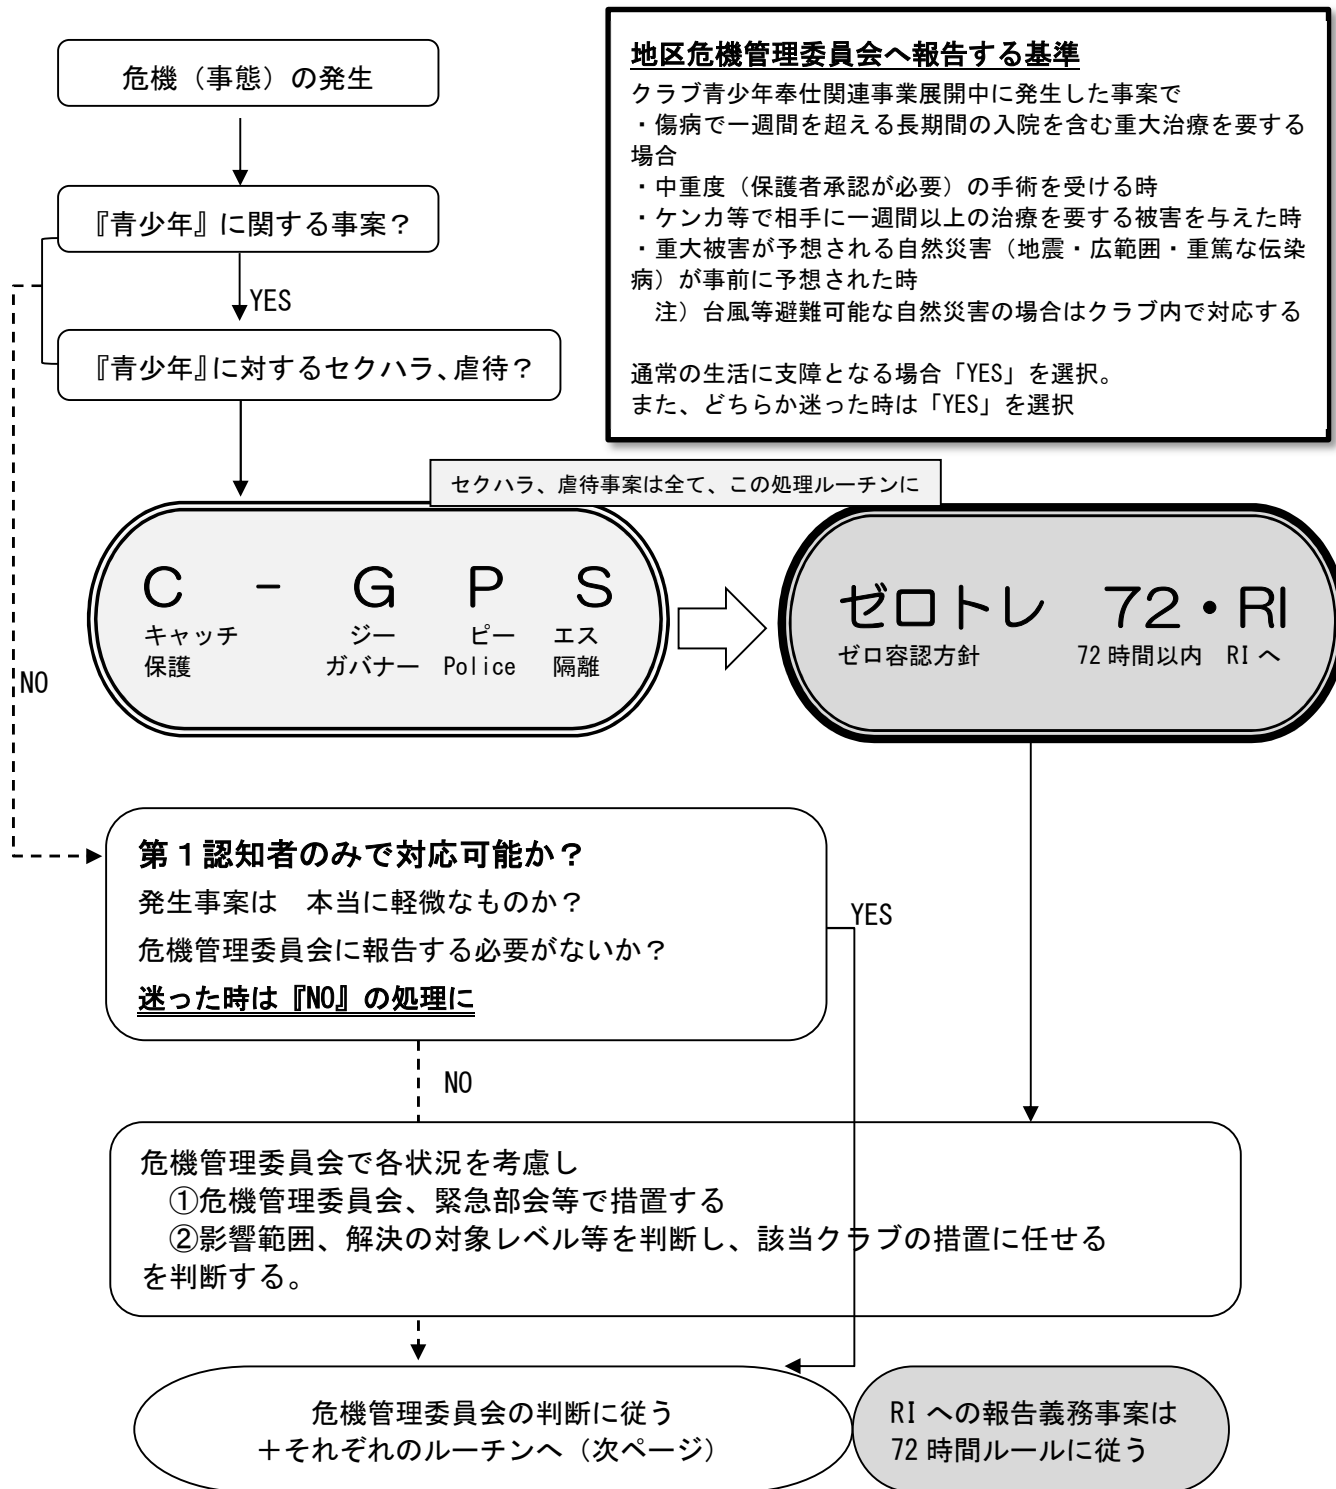 危機（事態）の発生
地区危機管理委員会へ報告する基準
クラブ青少年奉仕関連事業展開中に発生した事案で
・傷病で一週間を超える長期間の入院を含む重大治療を要する
場合
・中重度（保護者承認が必要）の手術を受ける時
・ケンカ等で相手に一週間以上の治療を要する被害を与えた時
・重大被害が予想される自然災害（地震・広範囲・重篤な伝染
病）が事前に予想された時
注）台風等避難可能な自然災害の場合はクラブ内で対応する
通常の生活に支障となる場合「YES」を選択。
また、どちらか迷った時は「YES」を選択
『青少年』に関する事案？
YES
『青少年』に対するセクハラ、虐待？
セクハラ、虐待事案は全て、この処理ルーチンに
C - G P S
キャッチ ジー ピー エス
保護 ガバナー Police 隔離
ゼロトレ 72・RI
ゼロ容認方針 72時間以内 RIへ
NO
第１認知者のみで対応可能か？
発生事案は 本当に軽微なものか？
危機管理委員会に報告する必要がないか？
迷った時は『NO』の処理に
YES
NO
危機管理委員会で各状況を考慮し
①危機管理委員会、緊急部会等で措置する
②影響範囲、解決の対象レベル等を判断し、該当クラブの措置に任せる
を判断する。
危機管理委員会の判断に従う
＋それぞれのルーチンへ（次ページ）
RIへの報告義務事案は
72時間ルールに従う